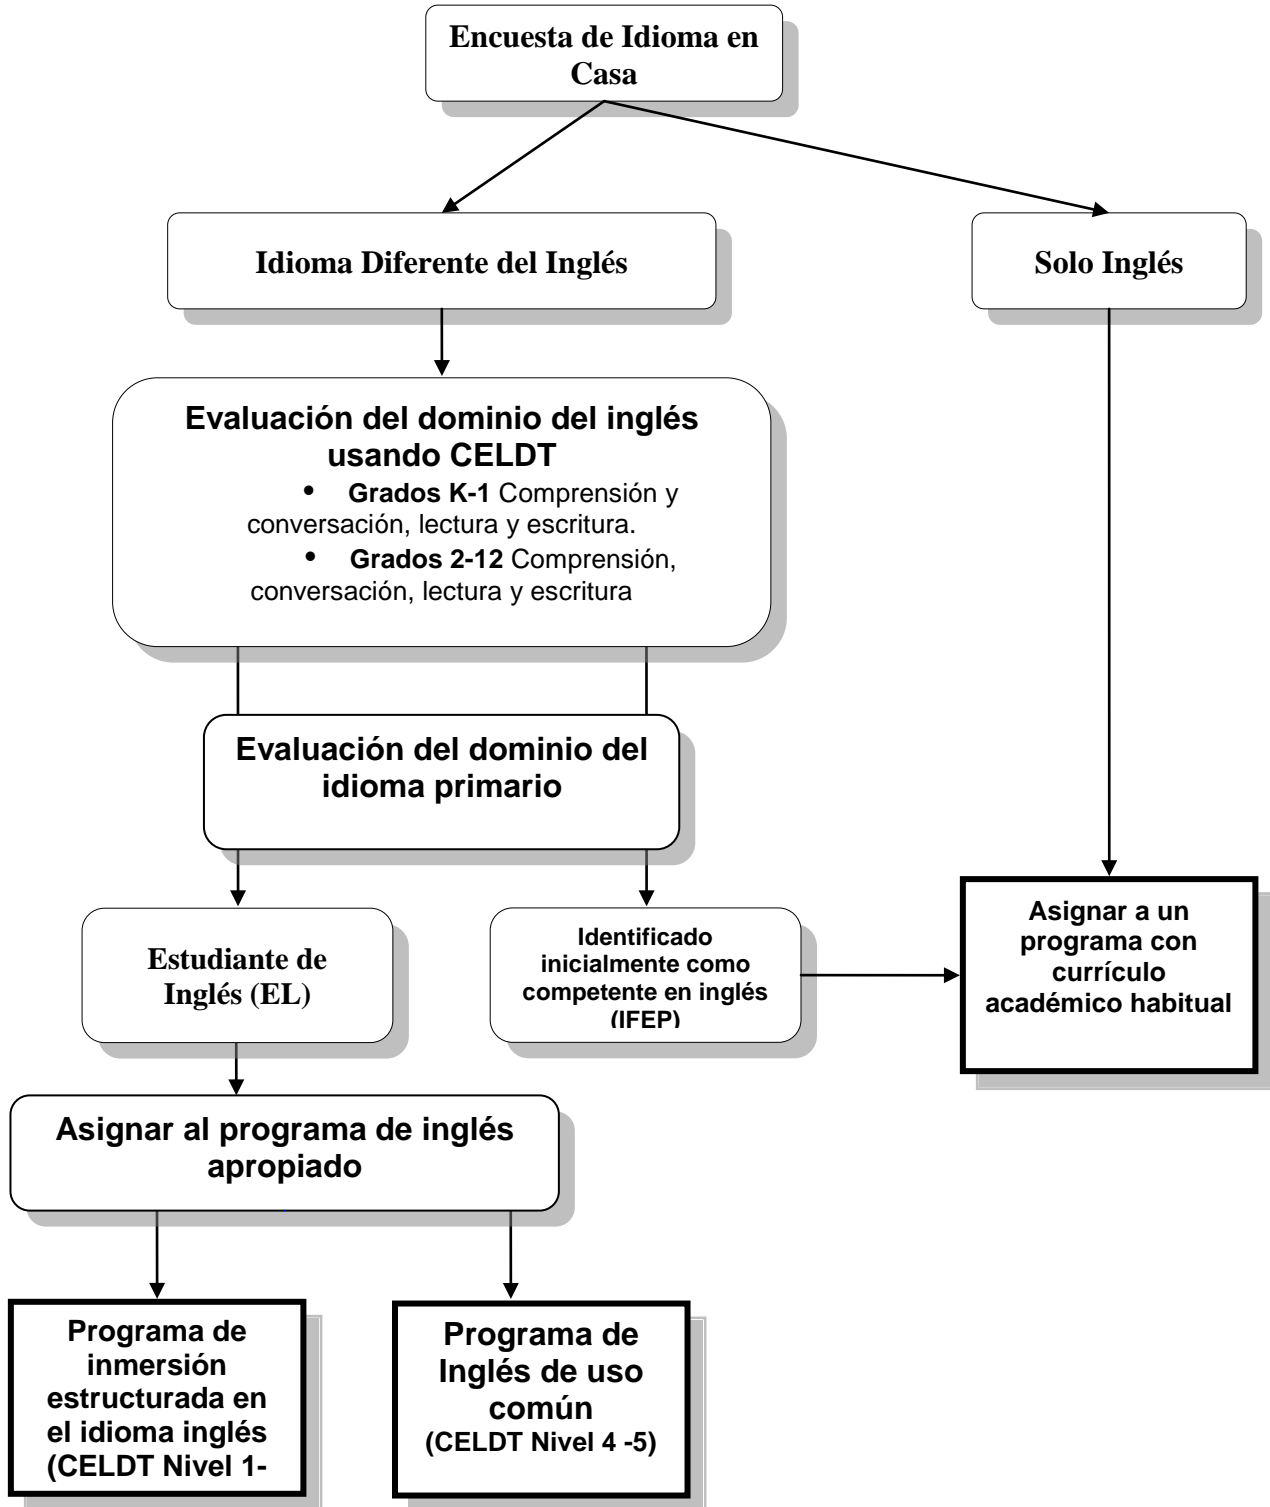 Encuesta de Idioma en
Casa
Idioma Diferente del Inglés
Solo Inglés
Evaluación del dominio del inglés
usando CELDT
• Grados K-1 Comprensión y
conversación, lectura y escritura.
• Grados 2-12 Comprensión,
conversación, lectura y escritura
Evaluación del dominio del
idioma primario
Estudiante de
Inglés (EL)
Identificado
inicialmente como
competente en inglés
(IFEP)
Asignar a un
programa con
currículo
académico habitual
Asignar al programa de inglés
apropiado
Programa de
inmersión
estructurada en
el idioma inglés
(CELDT Nivel 1-
Programa de
Inglés de uso
común
(CELDT Nivel 4 -5)